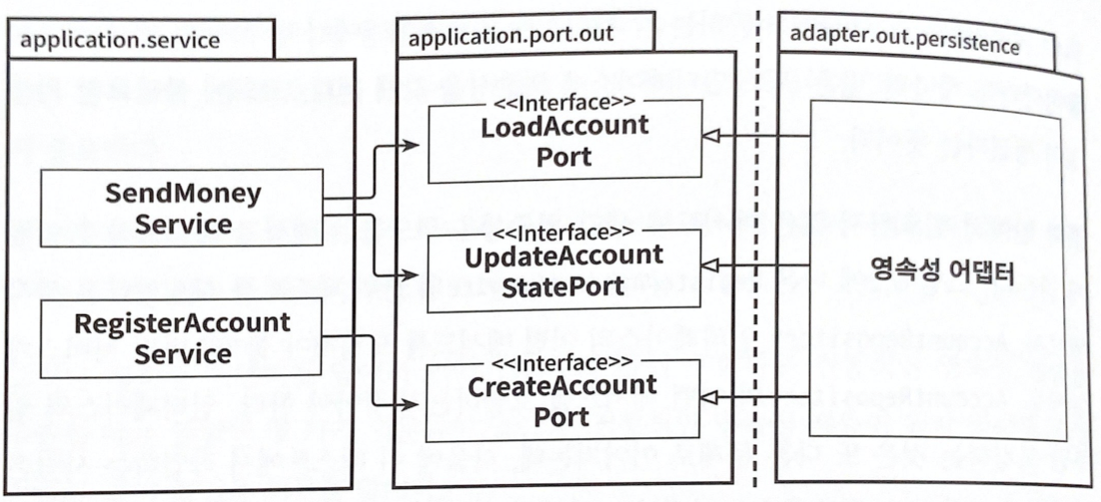 application.service
SendMoney
Service
RegisterAccount
Service
application.port.out
<<Interface>>
LoadAccount
Port
<<Interface>>
UpdateAccount
StatePort
<<Interface>>
CreateAccount
Port
adapter.out.persistence
영속성 어댑터